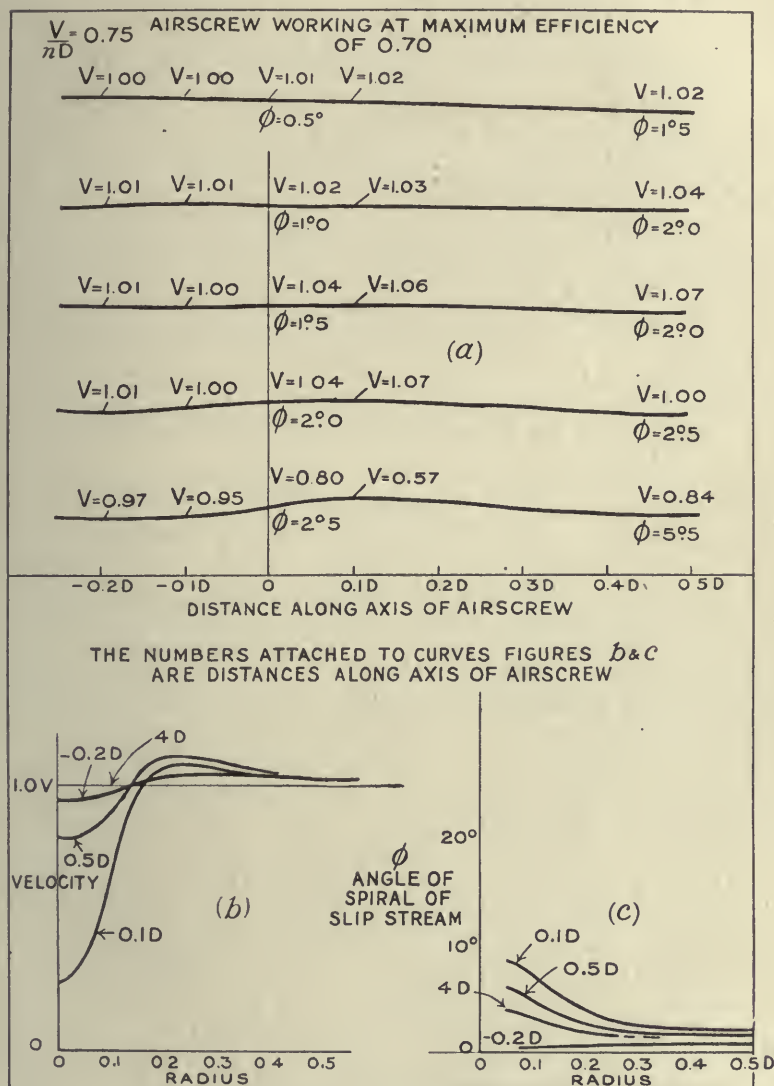 V/nD = 0.75 AIRSCREW WORKING AT MAXIMUM EFFICIENCY
OF 0.70
V=1.00 V=1.00 V=1.01 V=1.02 V=1.02
ϕ=0.5° ϕ=1°5
V=1.01 V=1.01 V=1.02 V=1.03 V=1.04
ϕ=1°0 ϕ=2°0
V=1.01 V=1.00 V=1.04 V=1.06 V=1.07
ϕ=1°5 ϕ=2°0
(a)
V=1.01 V=1.00 V=1.04 V=1.07 V=1.00
ϕ=2°0 ϕ=2°5
V=0.97 V=0.95 V=0.80 V=0.57 V=0.84
ϕ=2°5 ϕ=5°5
-0.2D -0.1D 0 0.1D 0.2D 0.3D 0.4D 0.5D
DISTANCE ALONG AXIS OF AIRSCREW
THE NUMBERS ATTACHED TO CURVES FIGURES b&c
ARE DISTANCES ALONG AXIS OF AIRSCREW
-0.2D 4D
1.0V
0.5D
VELOCITY
0.1D
(b)
0
0 0.1 0.2 0.3 0.4 0.5
RADIUS
20°
ϕ
ANGLE OF
SPIRAL OF
SLIP STREAM
(c)
10°
0.1D
0.5D
4D
-0.2D
0
0 0.1 0.2 0.3 0.4 0.5D
RADIUS